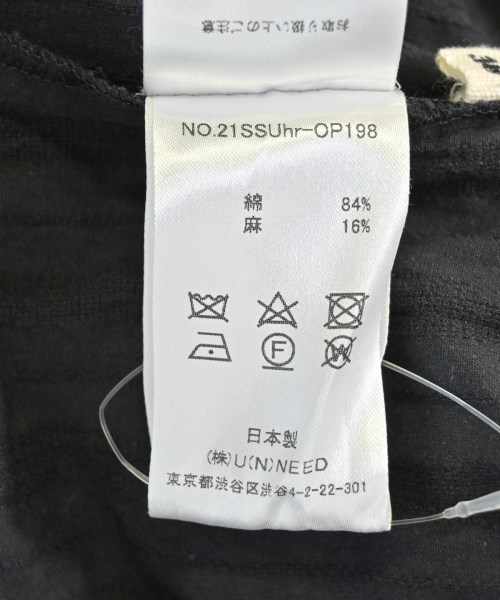 お取り扱い上のご注意
NO.21SSUhr-OP198
綿 84%
麻 16%
F
W
日本製
(株)U(N)NEED
東京都渋谷区渋谷4-2-22-301